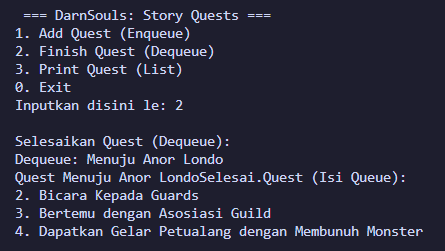 === DarnSouls: Story Quests ===
1. Add Quest (Enqueue)
2. Finish Quest (Dequeue)
3. Print Quest (List)
0. Exit
Inputkan disini le: 2
Selesaikan Quest (Dequeue):
Dequeue: Menuju Anor Londo
Quest Menuju Anor LondoSelesai.Quest (Isi Queue):
2. Bicara Kepada Guards
3. Bertemu dengan Asosiasi Guild
4. Dapatkan Gelar Petualang dengan Membunuh Monster